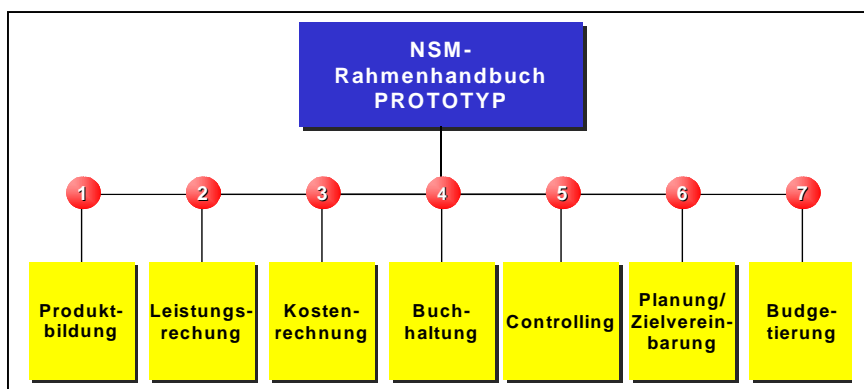 NSM-
Rahmenhandbuch
PROTOTYP
1 2 3 4 5 6 7
Produkt-
bildung
Leistungs-
rechung
Kosten-
rechnung
Buch-
haltung
Controlling
Planung/
Zielverein-
barung
Budge-
tierung